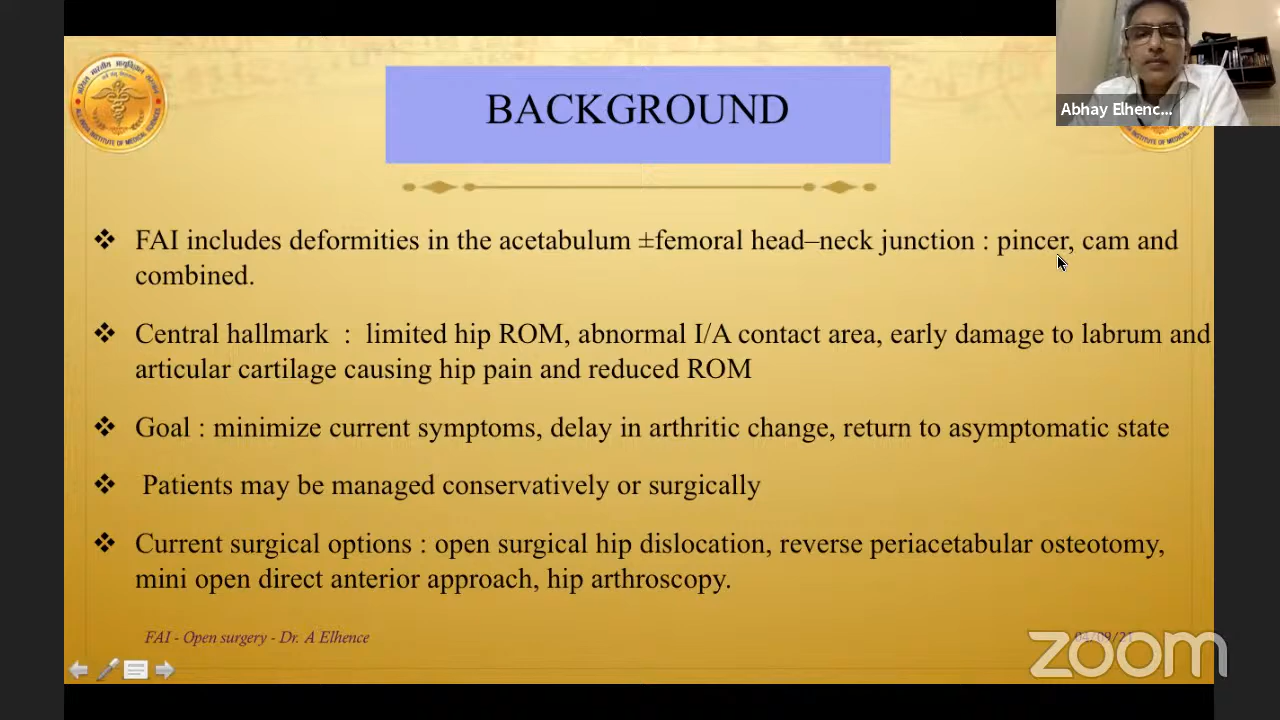 BACKGROUND
Abhay Elhenc...
❖ FAI includes deformities in the acetabulum ±femoral head–neck junction : pincer, cam and
combined.
❖ Central hallmark : limited hip ROM, abnormal I/A contact area, early damage to labrum and
articular cartilage causing hip pain and reduced ROM
❖ Goal : minimize current symptoms, delay in arthritic change, return to asymptomatic state
❖ Patients may be managed conservatively or surgically
❖ Current surgical options : open surgical hip dislocation, reverse periacetabular osteotomy,
mini open direct anterior approach, hip arthroscopy.
FAI - Open surgery - Dr. A Elhence
04/09/21
zoom